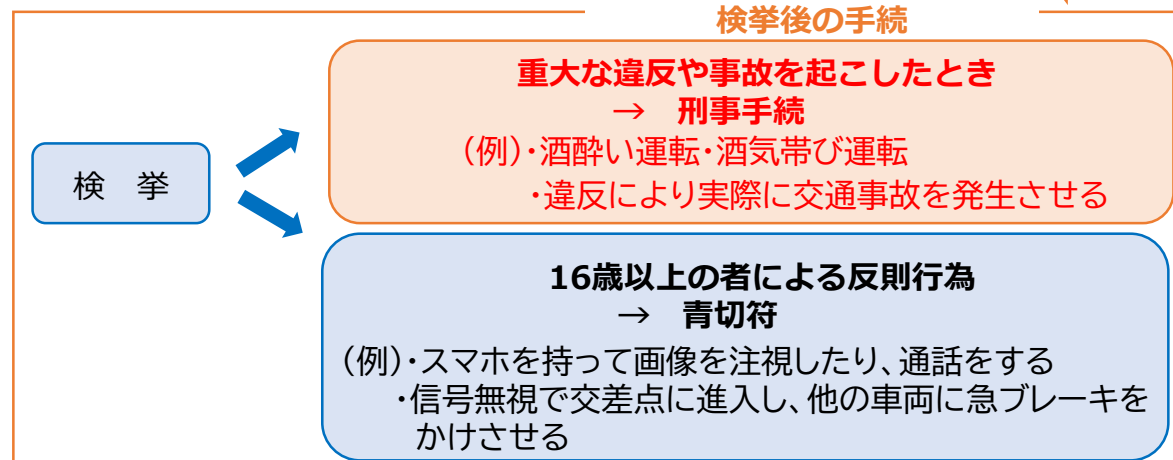 検挙後の手続
重大な違反や事故を起こしたとき
→ 刑事手続
（例）・酒酔い運転・酒気帯び運転
・違反により実際に交通事故を発生させる
検 挙
16歳以上の者による反則行為
→ 青切符
（例）・スマホを持って画像を注視したり、通話をする
・信号無視で交差点に進入し、他の車両に急ブレーキを
かけさせる